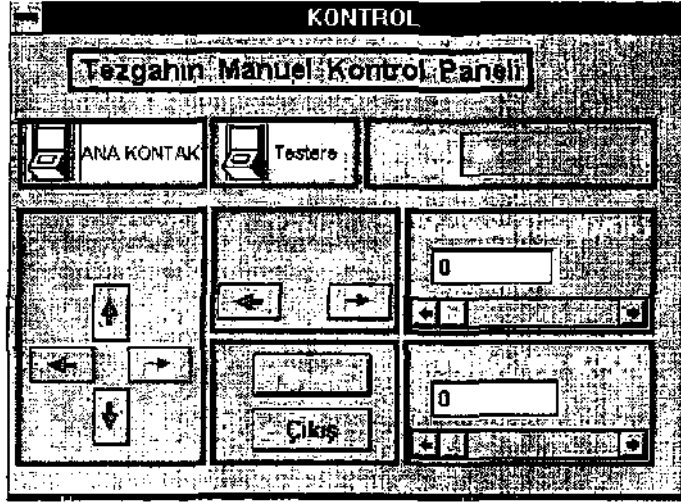 KONTROL
Tezgahın Manuel Kontrol Paneli
ANA KONTAK
Testere
0
0
Çıkış